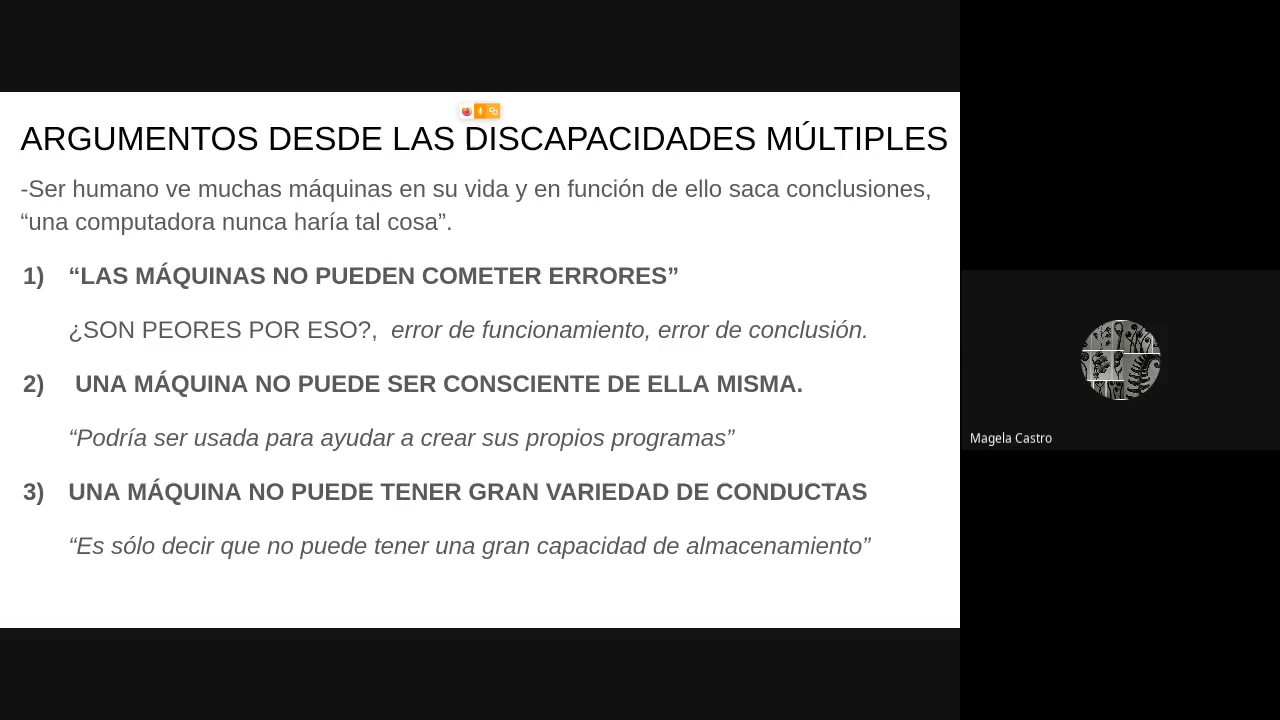 ARGUMENTOS DESDE LAS DISCAPACIDADES MÚLTIPLES
-Ser humano ve muchas máquinas en su vida y en función de ello saca conclusiones,
“una computadora nunca haría tal cosa”.
1) “LAS MÁQUINAS NO PUEDEN COMETER ERRORES”
¿SON PEORES POR ESO?, error de funcionamiento, error de conclusión.
2) UNA MÁQUINA NO PUEDE SER CONSCIENTE DE ELLA MISMA.
“Podría ser usada para ayudar a crear sus propios programas”
3) UNA MÁQUINA NO PUEDE TENER GRAN VARIEDAD DE CONDUCTAS
“Es sólo decir que no puede tener una gran capacidad de almacenamiento”
Magela Castro